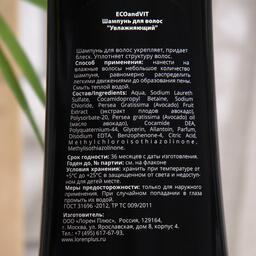 ECOandVIT
Шампунь для волос
"Увлажняющий"
Шампунь для волос укрепляет, придает
блеск. Уплотняет структуру волос.
Способ применения: нанести на
влажные волосы небольшое количество
шампуня, равномерно распределить
легкими движениями до образования пены.
Смыть теплой водой.
Состав/Ingredients: Aqua, Sodium Laureth
Sulfate, Cocamidopropyl Betaine, Sodium
Chloride, Persea Gratissima (Avocado) Fruit
Extract (экстракт плодов авокадо),
Polysorbate-20, Persea gratissima (Avocado) oil
(масло авокадо), Cocamide DEA,
Polyquaternium-44, Glycerin, Allantoin, Parfum,
Disodium EDTA, Benzophenone-4, Citric Acid,
Methylchloroisothiazolinone,
Methylisothiazolinone.
Срок годности: 36 месяцев с даты изготовления.
Годен до, № партии: см. на флаконе
Условия хранения: хранить при температуре от
+5°C до +25°C в защищенном от света и недоступ-
ном для детей месте.
Меры предосторожности: только для наружного
применения. При случайном попадании в глаза
промыть их водой.
ГОСТ 31696 -2012, ТР ТС 009/2011
Изготовитель:
ООО «Лорен Плюс», Россия, 129164,
г. Москва, ул. Ярославская, дом 8, корпус 4.
Тел.: +7 (495) 617-67-93,
www.lorenplus.ru